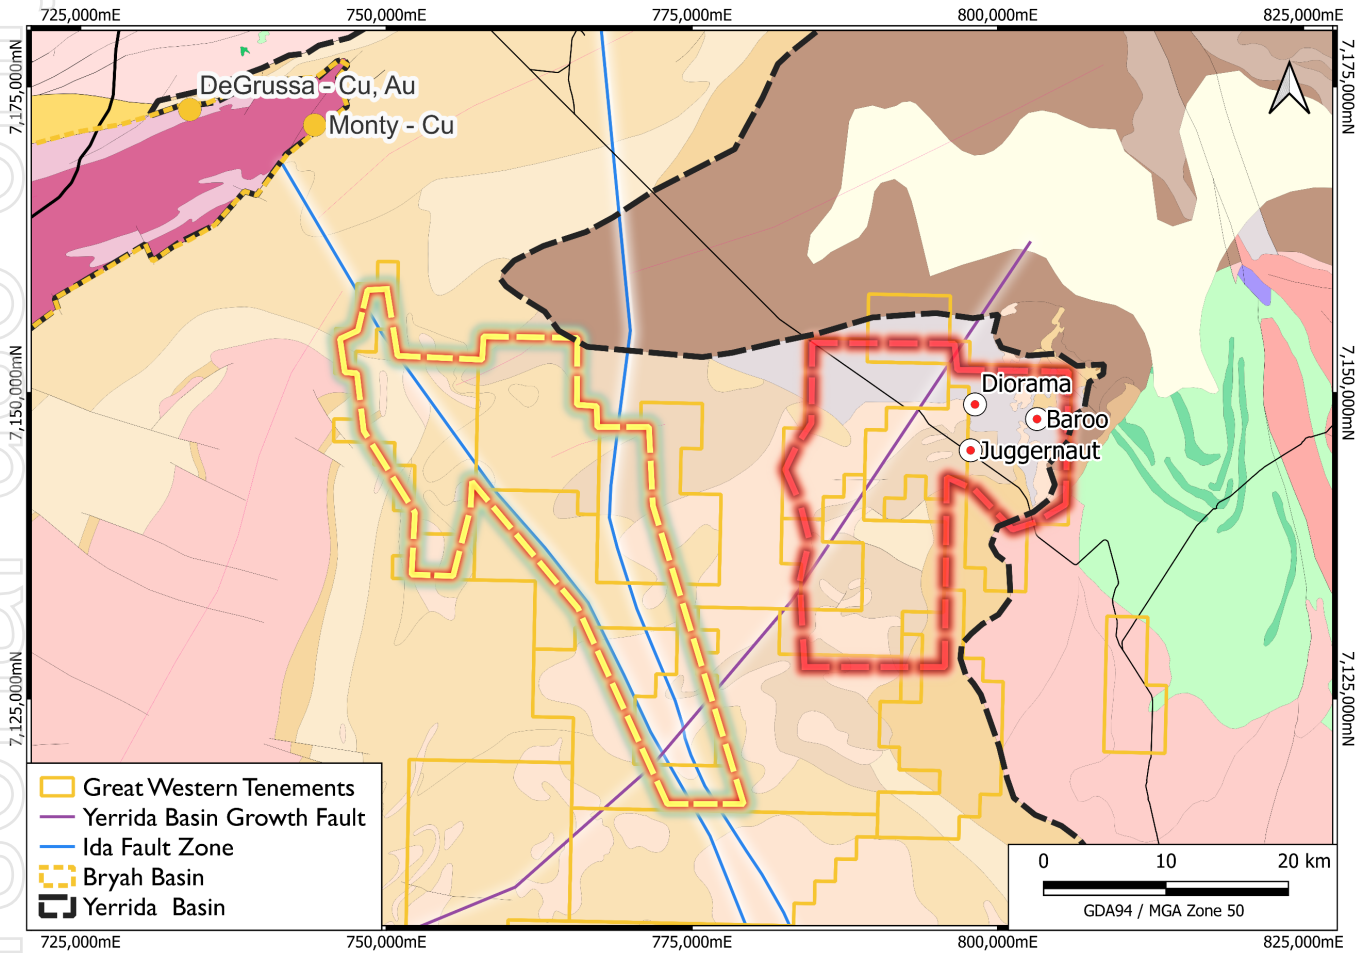 725,000mE 750,000mE 775,000mE 800,000mE 825,000mE
7,175,000mN
7,175,000mN
DeGrussa - Cu, Au
Monty - Cu
7,150,000mN
7,150,000mN
Diorama
Baroo
Juggernaut
7,125,000mN
7,125,000mN
Great Western Tenements
Yerrida Basin Growth Fault
Ida Fault Zone
Bryah Basin
Yerrida Basin
0 10 20 km
GDA94 / MGA Zone 50
725,000mE 750,000mE 775,000mE 800,000mE 825,000mE